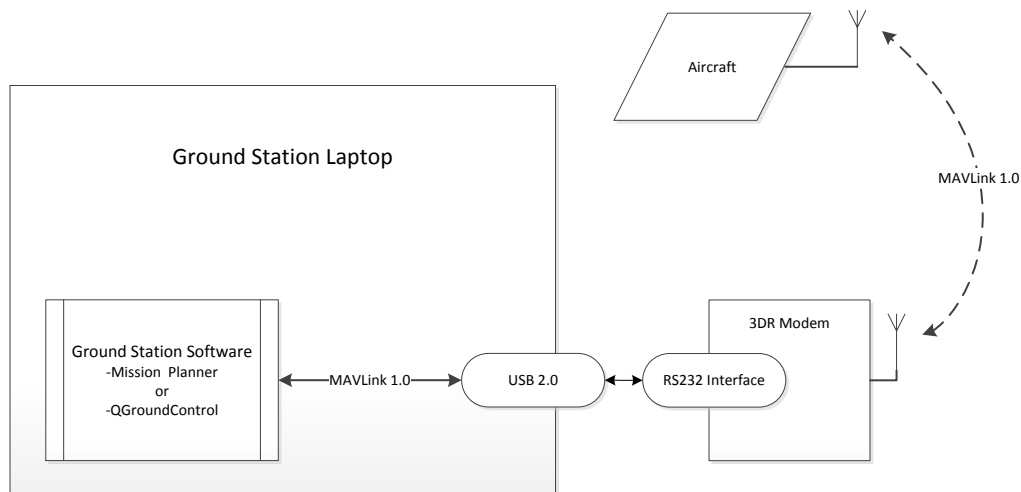 Aircraft
Ground Station Laptop
MAVLink 1.0
3DR Modem
Ground Station Software
-Mission Planner
or
-QGroundControl
MAVLink 1.0
USB 2.0
RS232 Interface